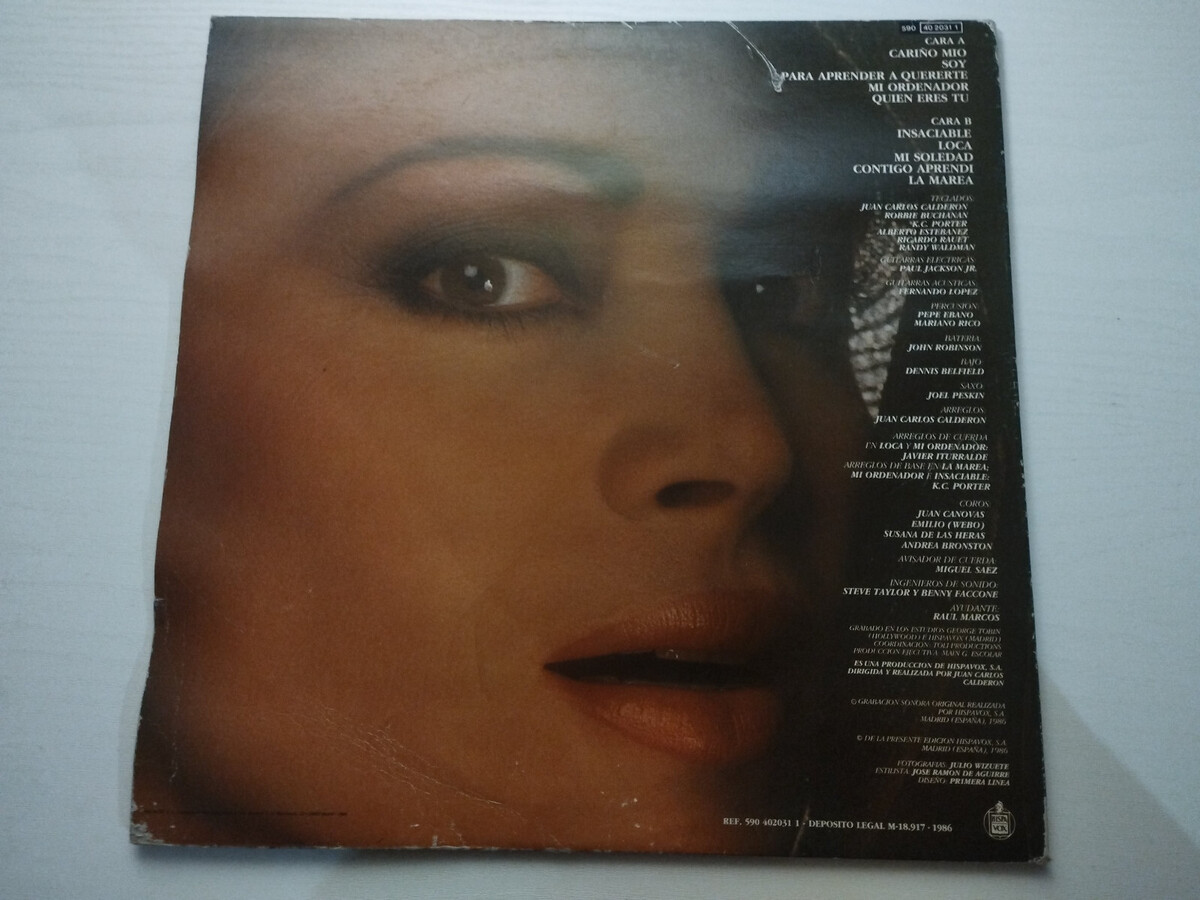 590 40 2031 1
CARA A
CARIÑO MIO
SOY
PARA APRENDER A QUERERTE
MI ORDENADOR
QUIEN ERES TU
CARA B
INSACIABLE
LOCA
MI SOLEDAD
CONTIGO APRENDI
LA MAREA
TECLADOS:
JUAN CARLOS CALDERON
ROBBIE BUCHANAN
K.C. PORTER
ALBERTO ESTEBANEZ
RICARDO RAUET
RANDY WALDMAN
GUITARRAS ELECTRICAS:
PAUL JACKSON JR.
GUITARRAS ACUSTICAS:
FERNANDO LOPEZ
PERCUSION:
PEPE EBANO
MARIANO RICO
BATERIA:
JOHN ROBINSON
BAJO:
DENNIS BELFIELD
SAXO:
JOEL PESKIN
ARREGLOS:
JUAN CARLOS CALDERON
ARREGLOS DE CUERDA
EN LOCA Y MI ORDENADOR:
JAVIER ITURRALDE
ARREGLOS DE BASE EN LA MAREA;
MI ORDENADOR E INSACIABLE:
K.C. PORTER
COROS:
JUAN CANOVAS
EMILIO (WEBO)
SUSANA DE LAS HERAS
ANDREA BRONSTON
AVISADOR DE CUERDA:
MIGUEL SAEZ
INGENIEROS DE SONIDO:
STEVE TAYLOR Y BENNY FACCONE
AYUDANTE:
RAUL MARCOS
GRABADO EN LOS ESTUDIOS GEORGE TOBIN
(HOLLYWOOD) E HISPAVOX (MADRID)
COORDINACION: TOLI PRODUCTIONS
PRODUCCION EJECUTIVA: MAIN G. ESCOLAR
ES UNA PRODUCCION DE HISPAVOX, S.A.
DIRIGIDA Y REALIZADA POR JUAN CARLOS
CALDERON
℗ GRABACION SONORA ORIGINAL REALIZADA
POR HISPAVOX, S.A.
MADRID (ESPAÑA), 1986
© DE LA PRESENTE EDICION HISPAVOX, S.A.
MADRID (ESPAÑA), 1986
FOTOGRAFIAS: JULIO WIZUETE
ESTILISTA: JOSE RAMON DE AGUIRRE
DISEÑO: PRIMERA LINEA
REF. 590 402031 1 - DEPOSITO LEGAL M-18.917 - 1986
HISPA
VOX